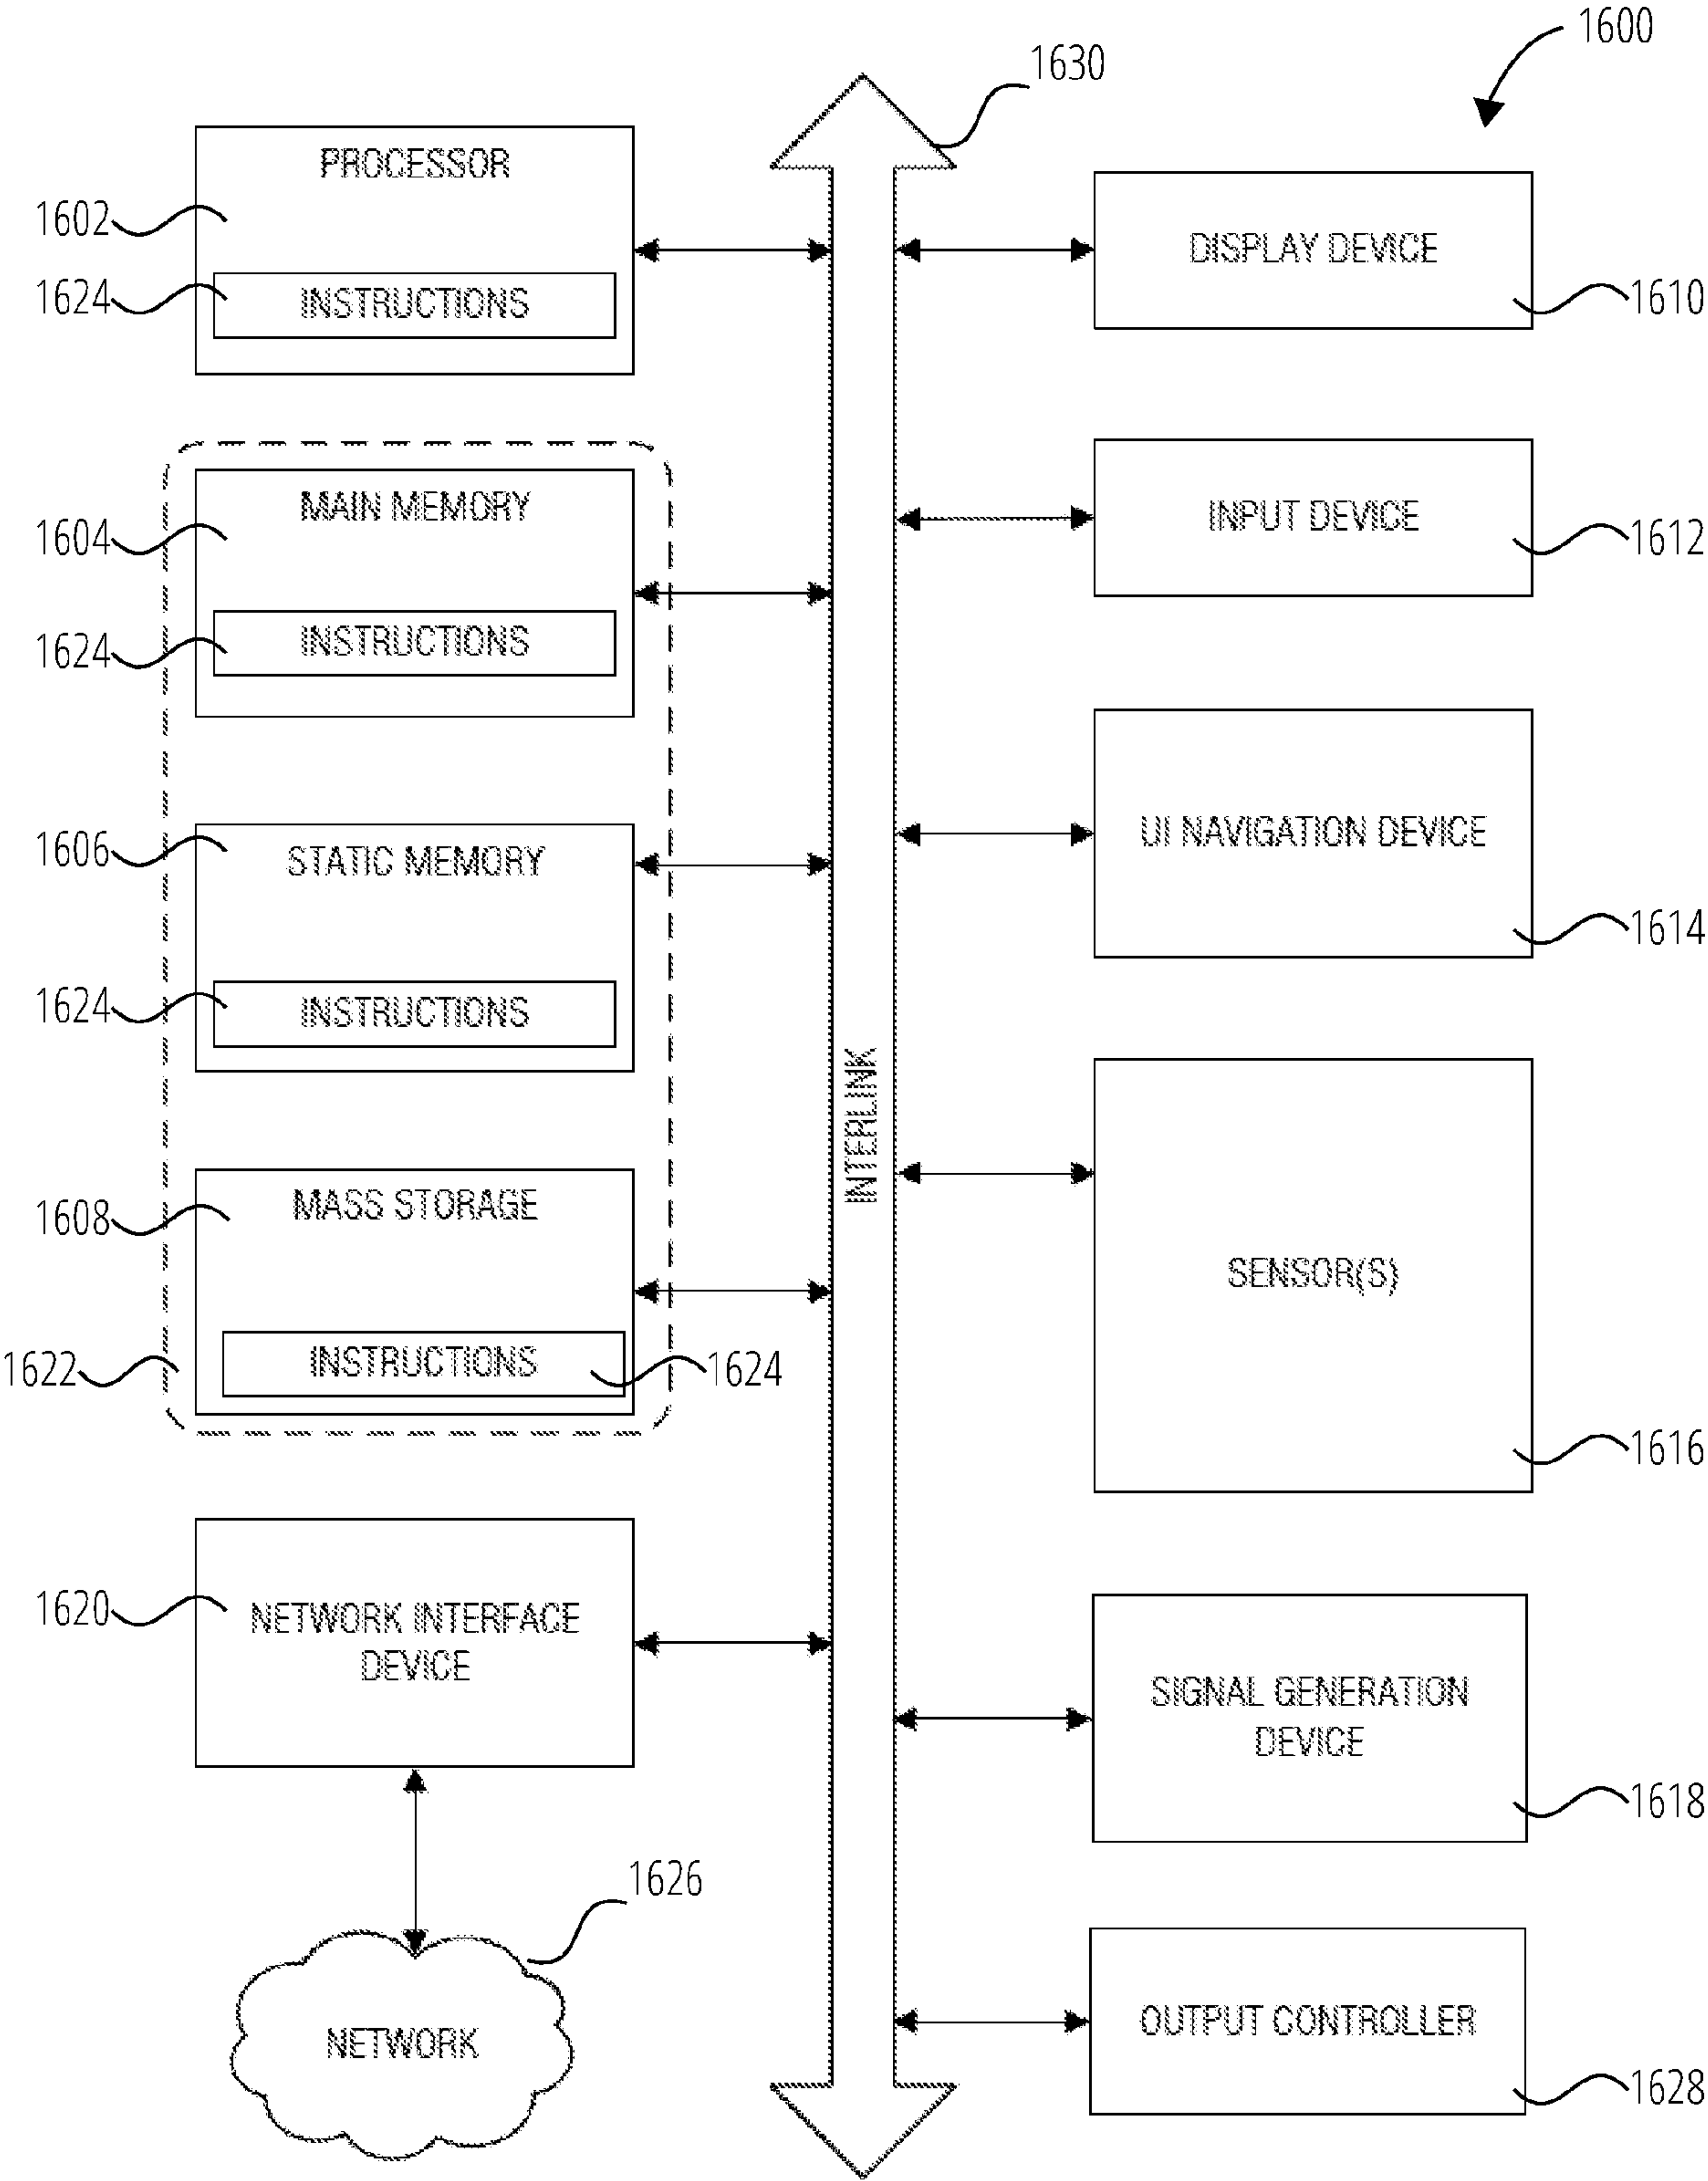 1600
1630
PROCESSOR
1602
1624
INSTRUCTIONS
DISPLAY DEVICE
1610
MAIN MEMORY
1604
INSTRUCTIONS
1624
INPUT DEVICE
1612
1606
STATIC MEMORY
1624
INSTRUCTIONS
UI NAVIGATION DEVICE
1614
INTERLINK
MASS STORAGE
1608
INSTRUCTIONS
1622
1624
SENSOR(S)
1616
1620
NETWORK INTERFACE
DEVICE
SIGNAL GENERATION
DEVICE
1618
1626
NETWORK
OUTPUT CONTROLLER
1628